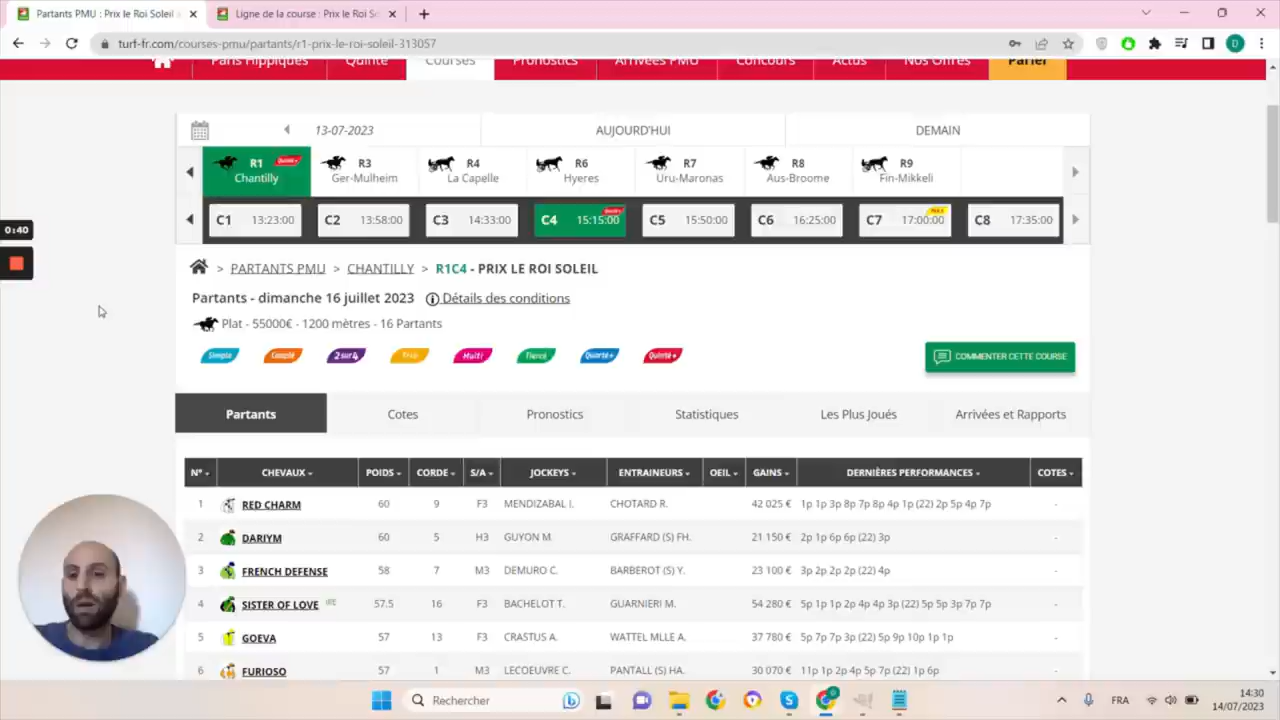 Partants PMU : Prix le Roi Soleil
Ligne de la course : Prix le Roi So
turf-fr.com/courses-pmu/partants/r1-prix-le-roi-soleil-313057
D
Paris Hippiques Quinté Courses Pronostics Arrivées PMU Concours Actus Nos Offres Parier
13-07-2023 AUJOURD'HUI DEMAIN
R1 Quinté+ R3 R4 R6 R7 R8 R9
Chantilly Ger-Mulheim La Capelle Hyeres Uru-Maronas Aus-Broome Fin-Mikkeli
C1 13:23:00 C2 13:58:00 C3 14:33:00 C4 15:15:00 C5 15:50:00 C6 16:25:00 C7 17:00:00 C8 17:35:00
0:40
> PARTANTS PMU > CHANTILLY > R1C4 - PRIX LE ROI SOLEIL
Partants - dimanche 16 juillet 2023 Détails des conditions
Plat - 55000€ - 1200 mètres - 16 Partants
Simple Couplé 2 sur 4 Trio Multi Tiercé Quarté+ Quinté+
COMMENTER CETTE COURSE
Partants Cotes Pronostics Statistiques Les Plus Joués Arrivées et Rapports
N° CHEVAUX POIDS CORDE S/A JOCKEYS ENTRAINEURS OEIL GAINS DERNIÈRES PERFORMANCES COTES
1 RED CHARM 60 9 F3 MENDIZABAL I. CHOTARD R. 42 025 € 1p 1p 3p 8p 7p 8p 4p 1p (22) 2p 5p 4p 7p -
2 DARIYM 60 5 H3 GUYON M. GRAFFARD (S) FH. 21 150 € 2p 1p 6p 6p (22) 3p -
3 FRENCH DEFENSE 58 7 M3 DEMURO C. BARBEROT (S) Y. 23 100 € 3p 2p 2p 2p (22) 4p -
4 SISTER OF LOVE IRE 57.5 16 F3 BACHELOT T. GUARNIERI M. 54 280 € 5p 1p 1p 2p 4p 4p 3p (22) 5p 5p 3p 7p 7p -
5 GOEVA 57 13 F3 CRASTUS A. WATTEL MLLE A. 37 780 € 5p 7p 7p 3p (22) 5p 9p 10p 1p 1p -
6 FURIOSO 57 1 M3 LECOEUVRE C. PANTALL (S) HA. 30 070 € 11p 1p 2p 4p 5p 7p (22) 1p 6p -
Rechercher
FRA
14:30
14/07/2023